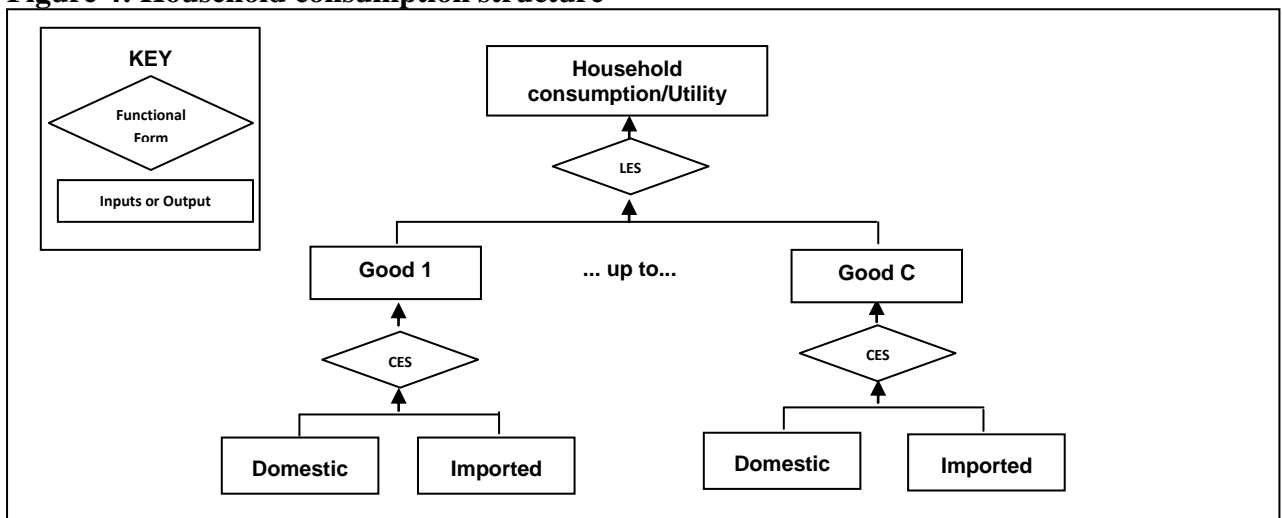 Figure 4: Household consumption structure
KEY
Functional
Form
Inputs or Output
Household
consumption/Utility
LES
Good 1
... up to...
Good C
CES
CES
Domestic
Imported
Domestic
Imported